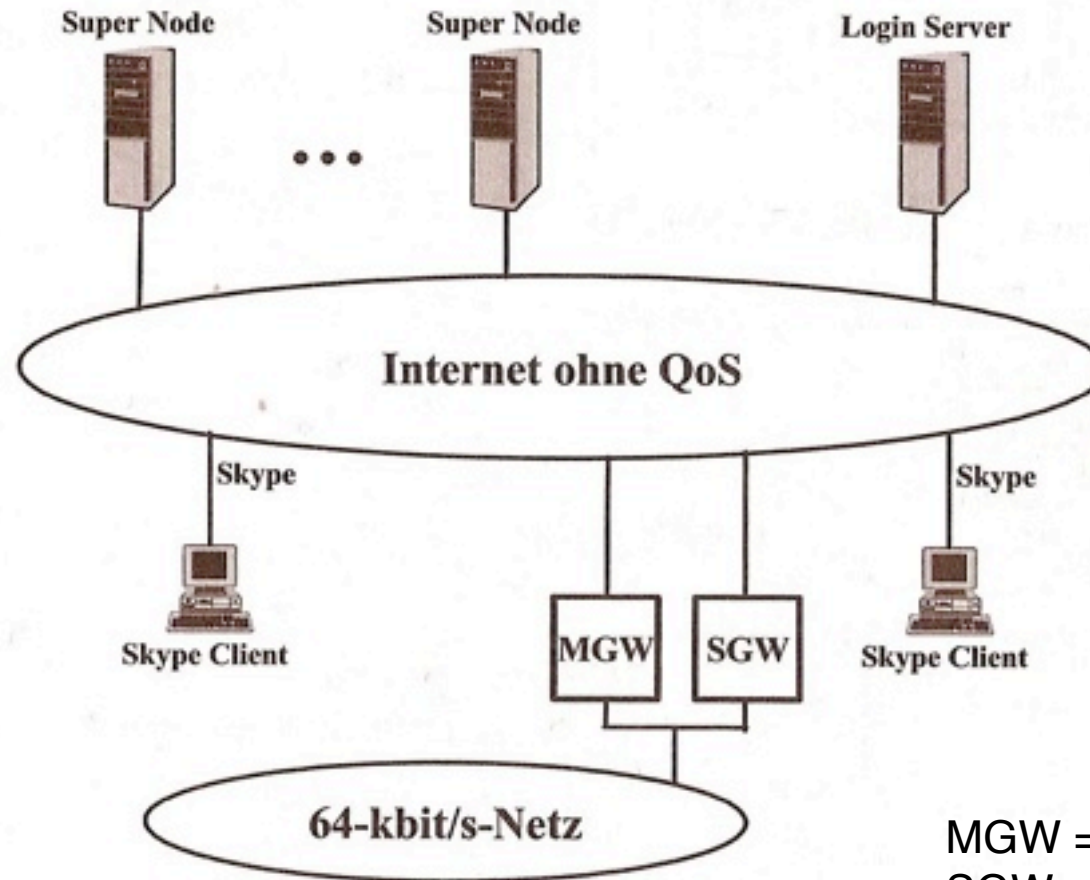 Super Node
Super Node
Login Server
Internet ohne QoS
Skype
Skype
Skype Client
MGW
SGW
Skype Client
64-kbit/s-Netz
MGW =